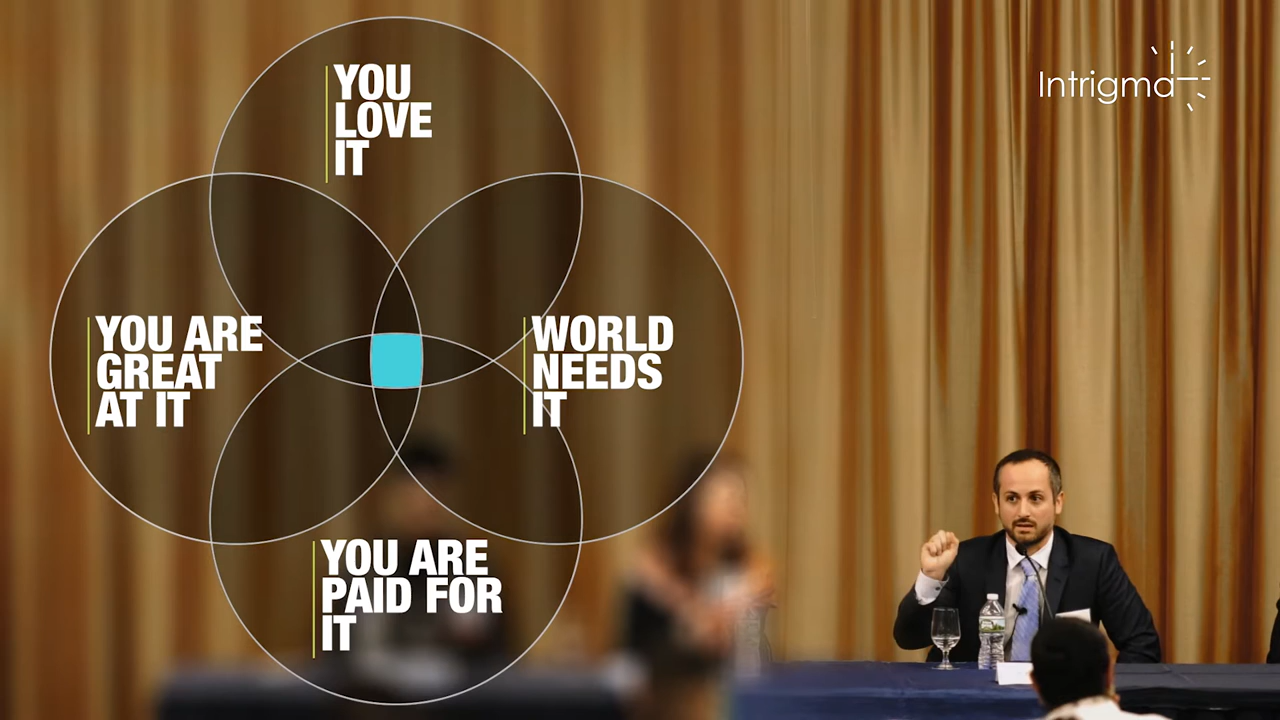 YOU
LOVE
IT
Intrigma
YOU ARE
GREAT
AT IT
WORLD
NEEDS
IT
YOU ARE
PAID FOR
IT